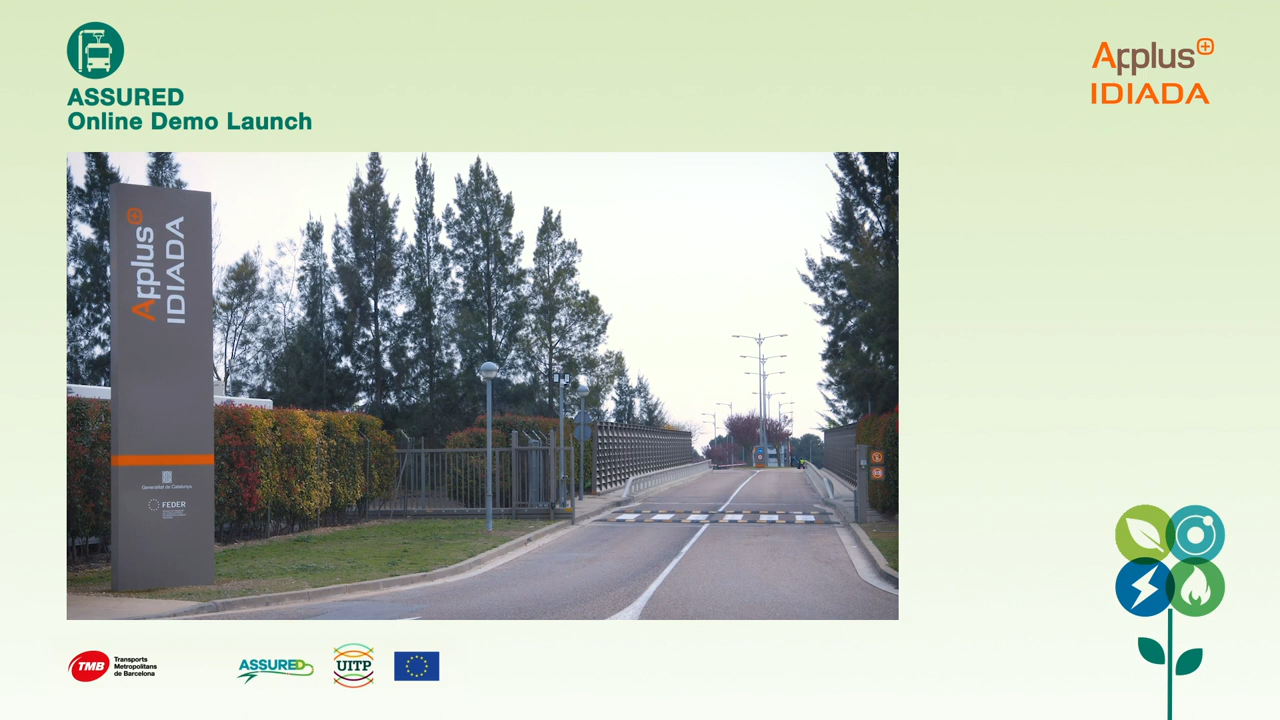 ASSURED
Online Demo Launch
Applus+
IDIADA
Applus+
IDIADA
Generalitat de Catalunya
FEDER
TMB
Transports
Metropolitans
de Barcelona
ASSURED
UITP